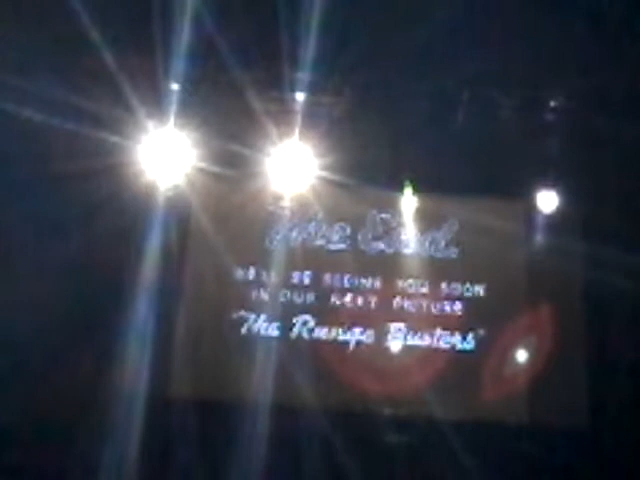 The End.
WE'LL BE SEEING YOU SOON
IN OUR NEXT PICTURE
"The Range Busters"